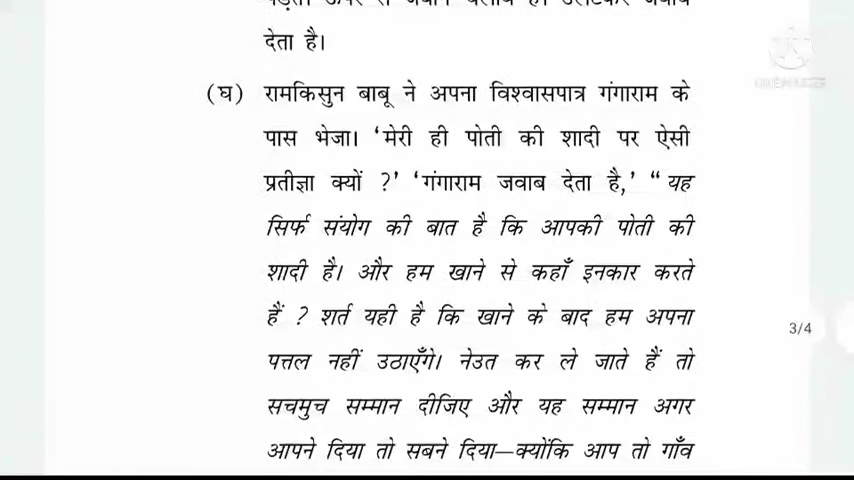 देता है।
(घ) रामकिसुन बाबू ने अपना विश्वासपात्र गंगाराम के
पास भेजा। 'मेरी ही पोती की शादी पर ऐसी
प्रतीज्ञा क्यों ?' 'गंगाराम जवाब देता है,' " यह
सिर्फ संयोग की बात है कि आपकी पोती की
शादी है। और हम खाने से कहाँ इनकार करते
हैं ? शर्त यही है कि खाने के बाद हम अपना
पत्तल नहीं उठाएँगे। नेउत कर ले जाते हैं तो
सचमुच सम्मान दीजिए और यह सम्मान अगर
आपने दिया तो सबने दिया—क्योंकि आप तो गाँव
3/4